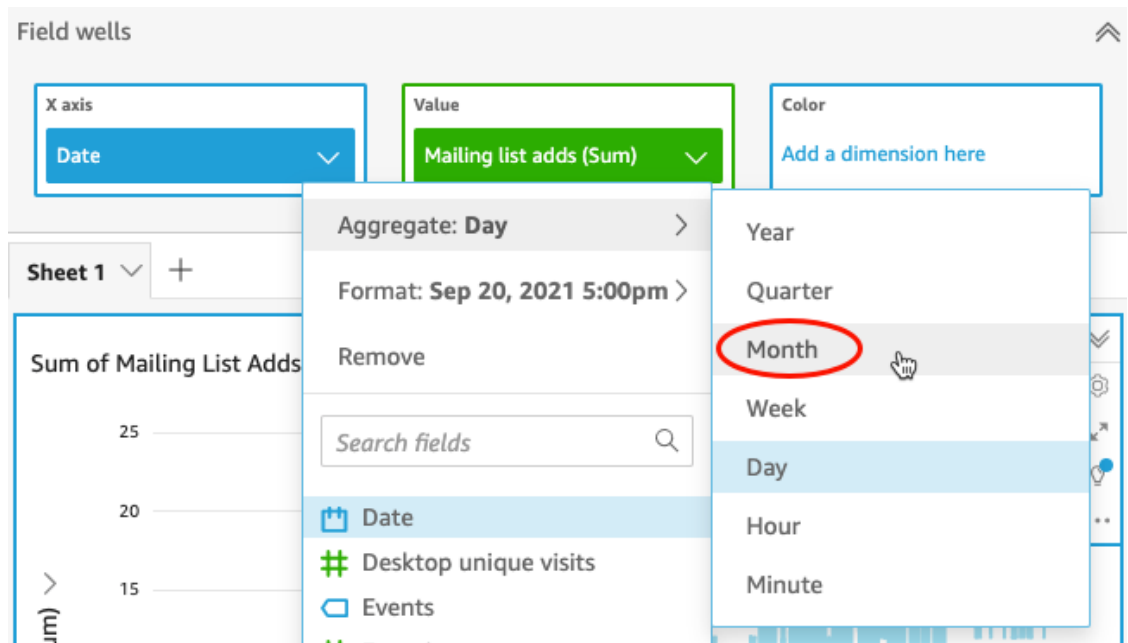 Field wells
X axis
Value
Color
Date
Mailing list adds (Sum)
Add a dimension here
Aggregate: Day
Year
Sheet 1
Format: Sep 20, 2021 5:00pm
Quarter
Remove
Month
Sum of Mailing List Adds
Week
25
Search fields
Day
20
Date
Hour
Desktop unique visits
15
Minute
Events
um)